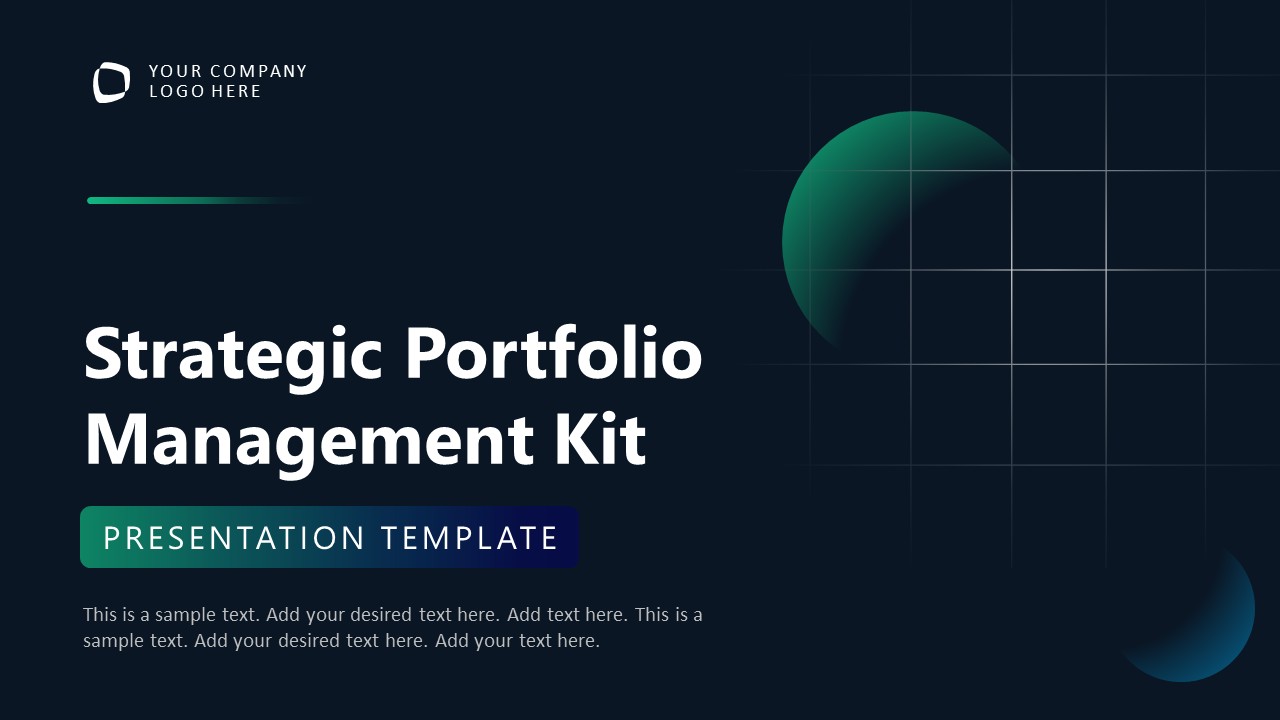 YOUR COMPANY
LOGO HERE
Strategic Portfolio
Management Kit
PRESENTATION TEMPLATE
This is a sample text. Add your desired text here. Add text here. This is a
sample text. Add your desired text here. Add your text here.